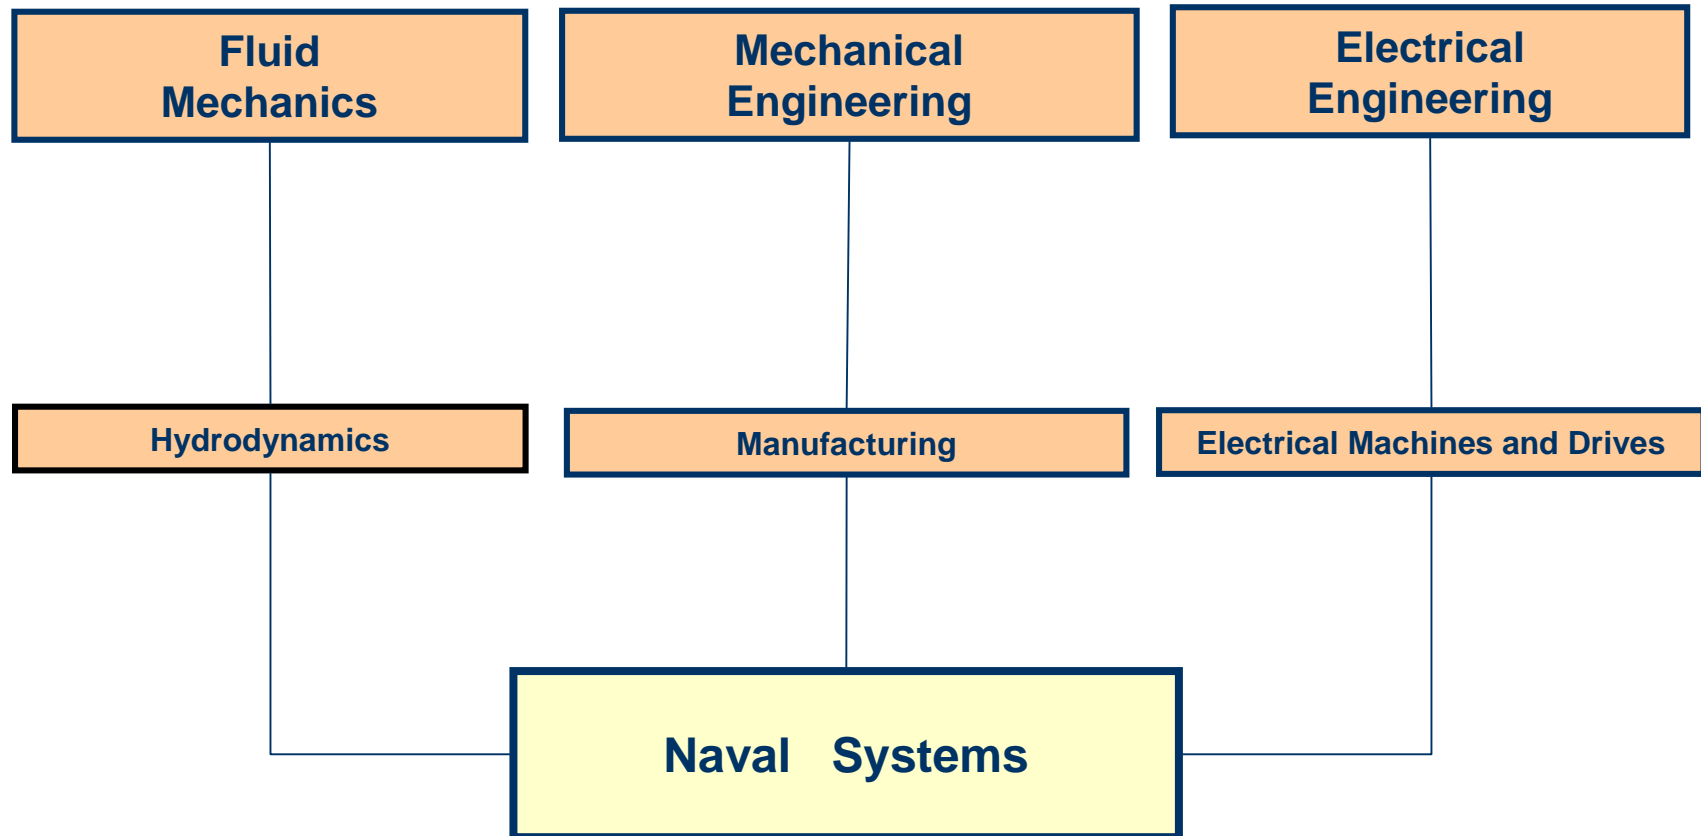 Fluid
Mechanics
Mechanical
Engineering
Electrical
Engineering
Hydrodynamics
Manufacturing
Electrical Machines and Drives
Naval Systems